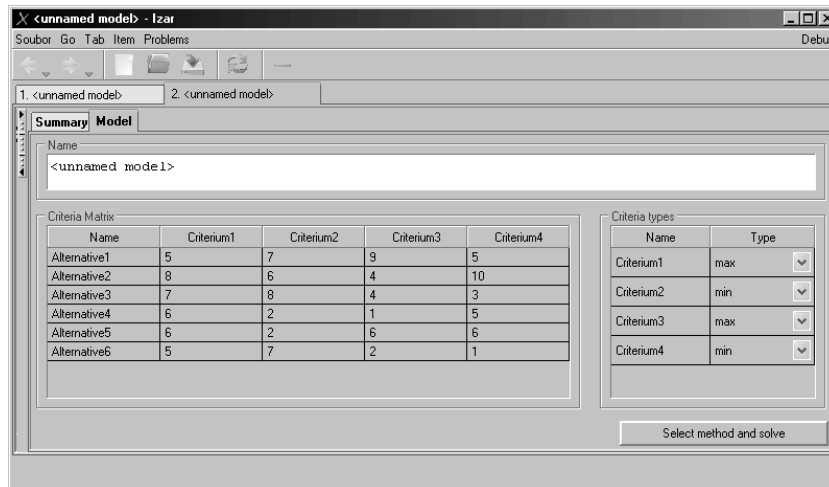 <unnamed model> - Izar
Soubor Go Tab Item Problems Debu
1. <unnamed model> 2. <unnamed model>
Summary Model
Name
<unnamed model>
Criteria Matrix
Name Criterium1 Criterium2 Criterium3 Criterium4
Alternative1 5 7 9 5
Alternative2 8 6 4 10
Alternative3 7 8 4 3
Alternative4 6 2 1 5
Alternative5 6 2 6 6
Alternative6 5 7 2 1
Criteria types
Name Type
Criterium1 max
Criterium2 min
Criterium3 max
Criterium4 min
Select method and solve